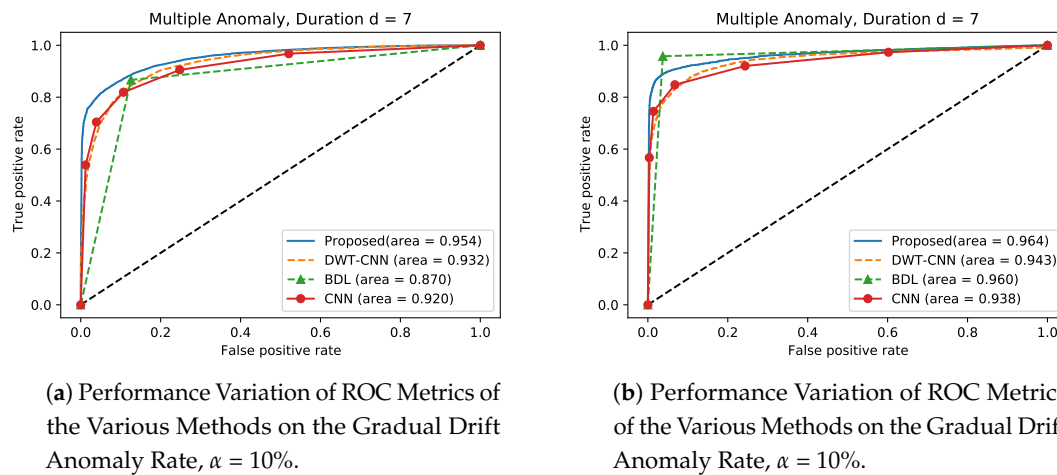 Multiple Anomaly, Duration d = 7
1.0
0.8
0.6
0.4
0.2
0.0
True positive rate
Proposed(area = 0.954)
DWT-CNN (area = 0.932)
BDL (area = 0.870)
CNN (area = 0.920)
0.0 0.2 0.4 0.6 0.8 1.0
False positive rate
(a) Performance Variation of ROC Metrics of
the Various Methods on the Gradual Drift
Anomaly Rate, α = 10%.
Multiple Anomaly, Duration d = 7
1.0
0.8
0.6
0.4
0.2
0.0
True positive rate
Proposed(area = 0.964)
DWT-CNN (area = 0.943)
BDL (area = 0.960)
CNN (area = 0.938)
0.0 0.2 0.4 0.6 0.8 1.0
False positive rate
(b) Performance Variation of ROC Metric
of the Various Methods on the Gradual Drif
Anomaly Rate, α = 10%.